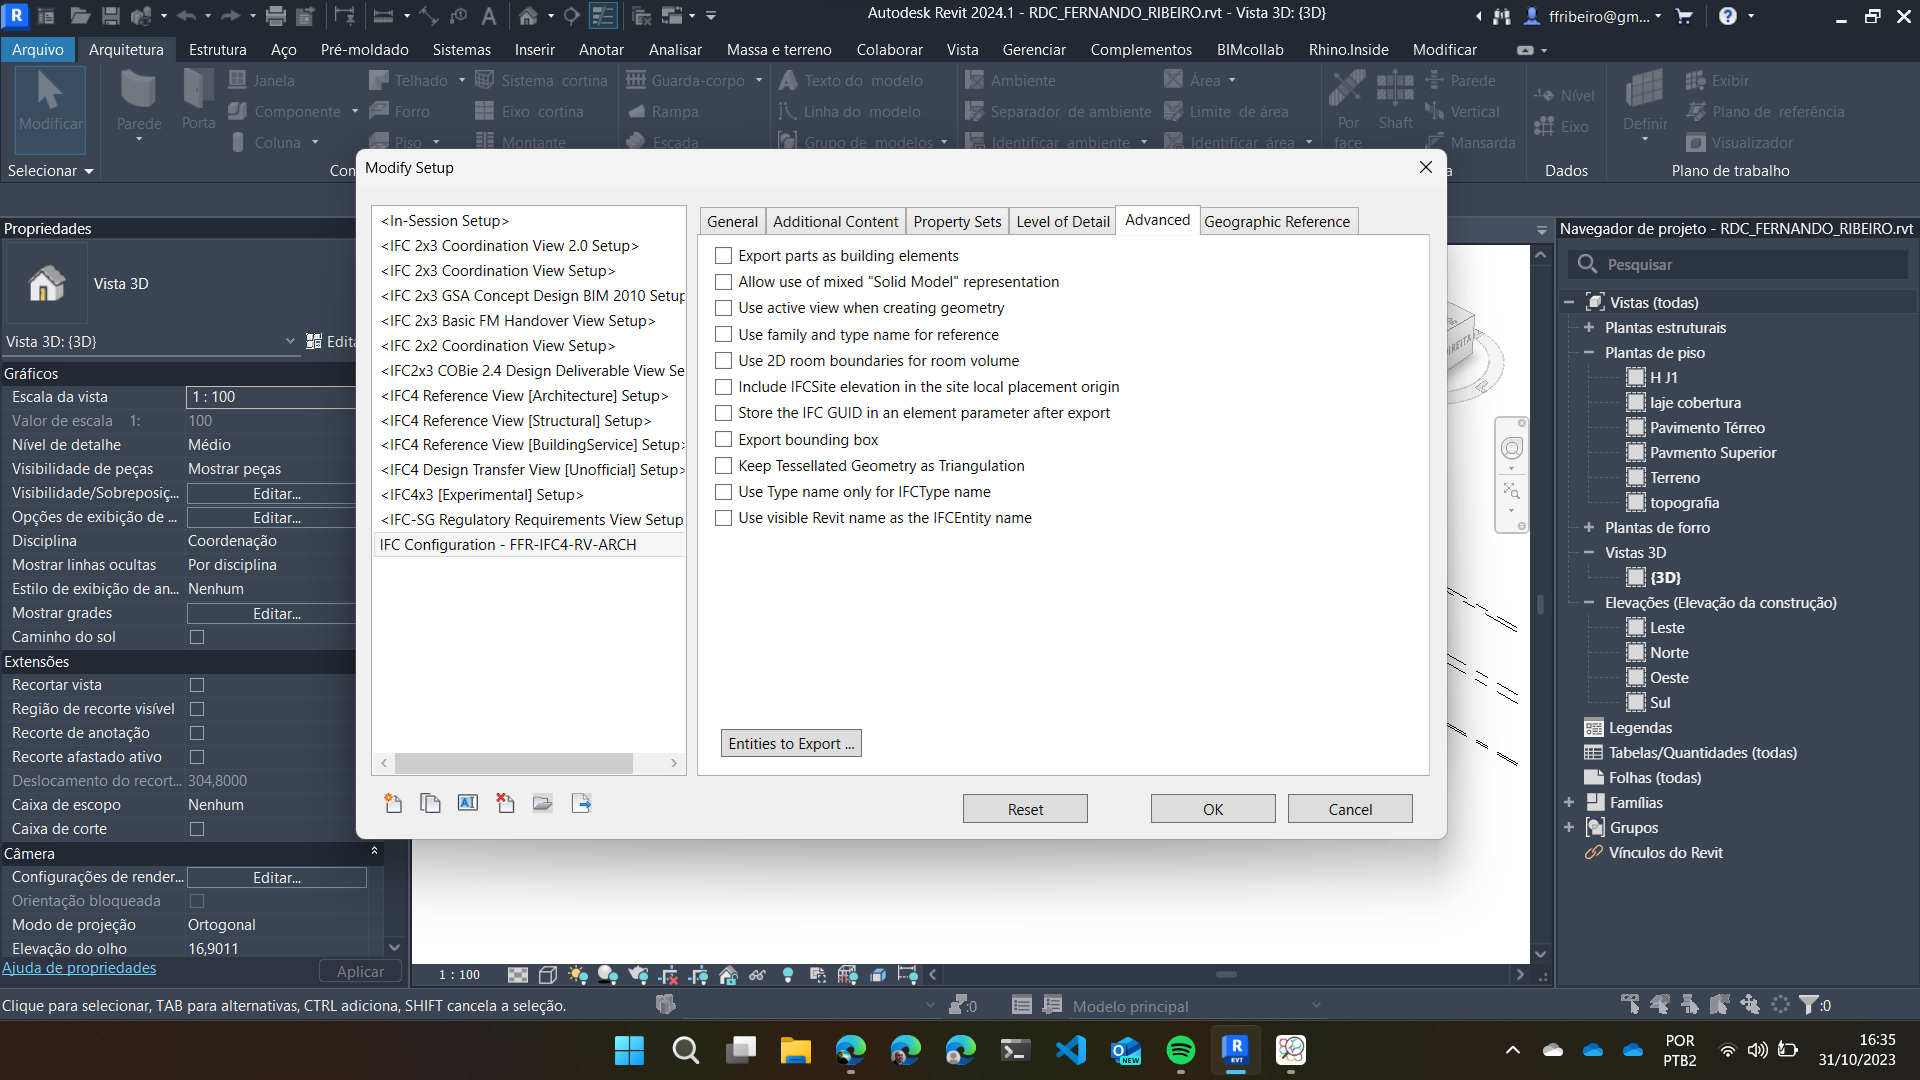 Autodesk Revit 2024.1 - RDC_FERNANDO_RIBEIRO.rvt - Vista 3D: {3D}
ffribeiro@gm...
Arquivo Arquitetura Estrutura Aço Pré-moldado Sistemas Inserir Anotar Analisar Massa e terreno Colaborar Vista Gerenciar Complementos BIMcollab Rhino.Inside Modificar
Modificar
Parede
Porta
Janela
Componente
Coluna
Telhado
Forro
Piso
Sistema cortina
Eixo cortina
Montante
Guarda-corpo
Rampa
Escada
Texto do modelo
Linha do modelo
Grupo de modelos
Ambiente
Separador de ambiente
Identificar ambiente
Área
Limite de área
Identificar área
Por
face
Shaft
Parede
Vertical
Mansarda
Nível
Eixo
Definir
Exibir
Plano de referência
Visualizador
Selecionar
Con
a
Dados
Plano de trabalho
Propriedades
Vista 3D
Vista 3D: {3D}
Edita
Gráficos
Escala da vista 1 : 100
Valor de escala 1: 100
Nível de detalhe Médio
Visibilidade de peças Mostrar peças
Visibilidade/Sobreposiç... Editar...
Opções de exibição de ... Editar...
Disciplina Coordenação
Mostrar linhas ocultas Por disciplina
Estilo de exibição de an... Nenhum
Mostrar grades Editar...
Caminho do sol
Extensões
Recortar vista
Região de recorte visível
Recorte de anotação
Recorte afastado ativo
Deslocamento do recort... 304,8000
Caixa de escopo Nenhum
Caixa de corte
Câmera
Configurações de render... Editar...
Orientação bloqueada
Modo de projeção Ortogonal
Elevação do olho 16,9011
Ajuda de propriedades
Aplicar
Modify Setup
<In-Session Setup>
<IFC 2x3 Coordination View 2.0 Setup>
<IFC 2x3 Coordination View Setup>
<IFC 2x3 GSA Concept Design BIM 2010 Setup
<IFC 2x3 Basic FM Handover View Setup>
<IFC 2x2 Coordination View Setup>
<IFC2x3 COBie 2.4 Design Deliverable View Se
<IFC4 Reference View [Architecture] Setup>
<IFC4 Reference View [Structural] Setup>
<IFC4 Reference View [BuildingService] Setup>
<IFC4 Design Transfer View [Unofficial] Setup>
<IFC4x3 [Experimental] Setup>
<IFC-SG Regulatory Requirements View Setup
IFC Configuration - FFR-IFC4-RV-ARCH
General Additional Content Property Sets Level of Detail Advanced Geographic Reference
Export parts as building elements
Allow use of mixed "Solid Model" representation
Use active view when creating geometry
Use family and type name for reference
Use 2D room boundaries for room volume
Include IFCSite elevation in the site local placement origin
Store the IFC GUID in an element parameter after export
Export bounding box
Keep Tessellated Geometry as Triangulation
Use Type name only for IFCType name
Use visible Revit name as the IFCEntity name
Entities to Export ...
Reset OK Cancel
DIREITA
Navegador de projeto - RDC_FERNANDO_RIBEIRO.rvt
Pesquisar
Vistas (todas)
Plantas estruturais
Plantas de piso
H J1
laje cobertura
Pavimento Térreo
Pavmento Superior
Terreno
topografia
Plantas de forro
Vistas 3D
{3D}
Elevações (Elevação da construção)
Leste
Norte
Oeste
Sul
Legendas
Tabelas/Quantidades (todas)
Folhas (todas)
Famílias
Grupos
Vínculos do Revit
1 : 100
Clique para selecionar, TAB para alternativas, CTRL adiciona, SHIFT cancela a seleção.
:0
Modelo principal
:0
POR
PTB2
16:35
31/10/2023